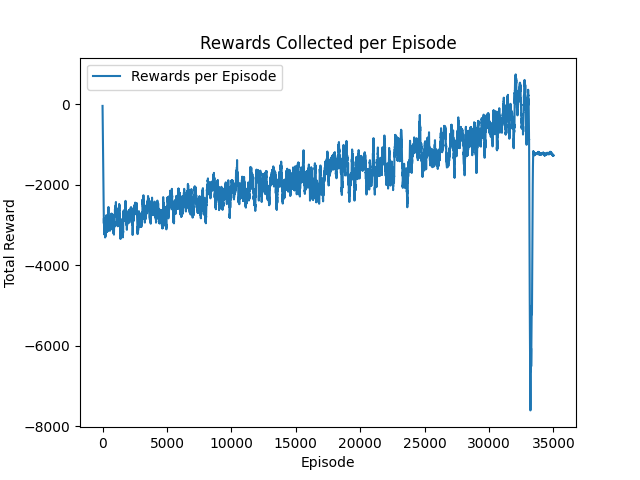 Rewards Collected per Episode
Rewards per Episode
0
−2000
−4000
−6000
−8000
Total Reward
0 5000 10000 15000 20000 25000 30000 35000
Episode